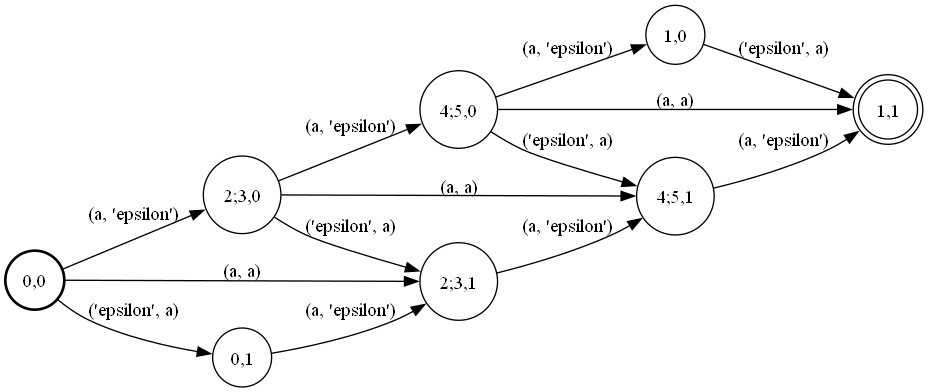 1,0
(a, 'epsilon')
('epsilon', a)
4;5,0
(a, a)
1,1
(a, 'epsilon')
('epsilon', a)
(a, 'epsilon')
2;3,0
(a, a)
4;5,1
(a, 'epsilon')
('epsilon', a)
(a, 'epsilon')
0,0
(a, a)
2;3,1
('epsilon', a)
(a, 'epsilon')
0,1